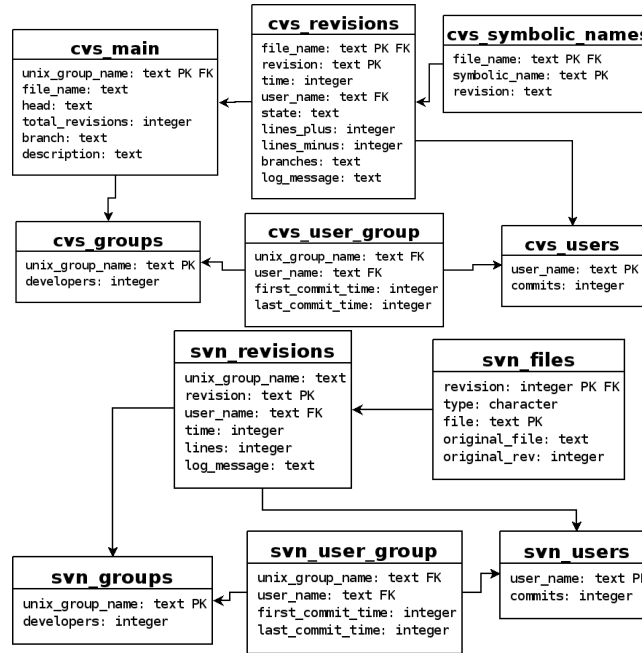 cvs_main
unix_group_name: text PK FK
file_name: text
head: text
total_revisions: integer
branch: text
description: text
cvs_revisions
file_name: text PK FK
revision: text PK
time: integer
user_name: text FK
state: text
lines_plus: integer
lines_minus: integer
branches: text
log_message: text
cvs_symbolic_names
file_name: text PK FK
symbolic_name: text PK
revision: text
cvs_groups
unix_group_name: text PK
developers: integer
cvs_user_group
unix_group_name: text FK
user_name: text FK
first_commit_time: integer
last_commit_time: integer
cvs_users
user_name: text PK
commits: integer
svn_revisions
unix_group_name: text
revision: text PK
user_name: text FK
time: integer
lines: integer
log_message: text
svn_files
revision: integer PK FK
type: character
file: text PK
original_file: text
original_rev: integer
svn_groups
unix_group_name: text PK
developers: integer
svn_user_group
unix_group_name: text FK
user_name: text FK
first_commit_time: integer
last_commit_time: integer
svn_users
user_name: text PK
commits: integer